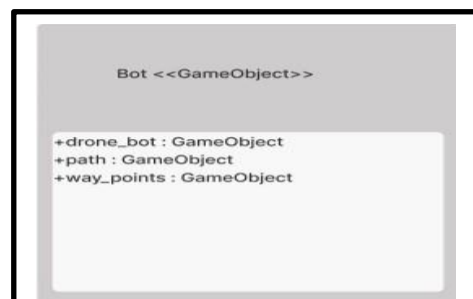 Bot <<GameObject>>
+drone_bot : GameObject
+path : GameObject
+way_points : GameObject